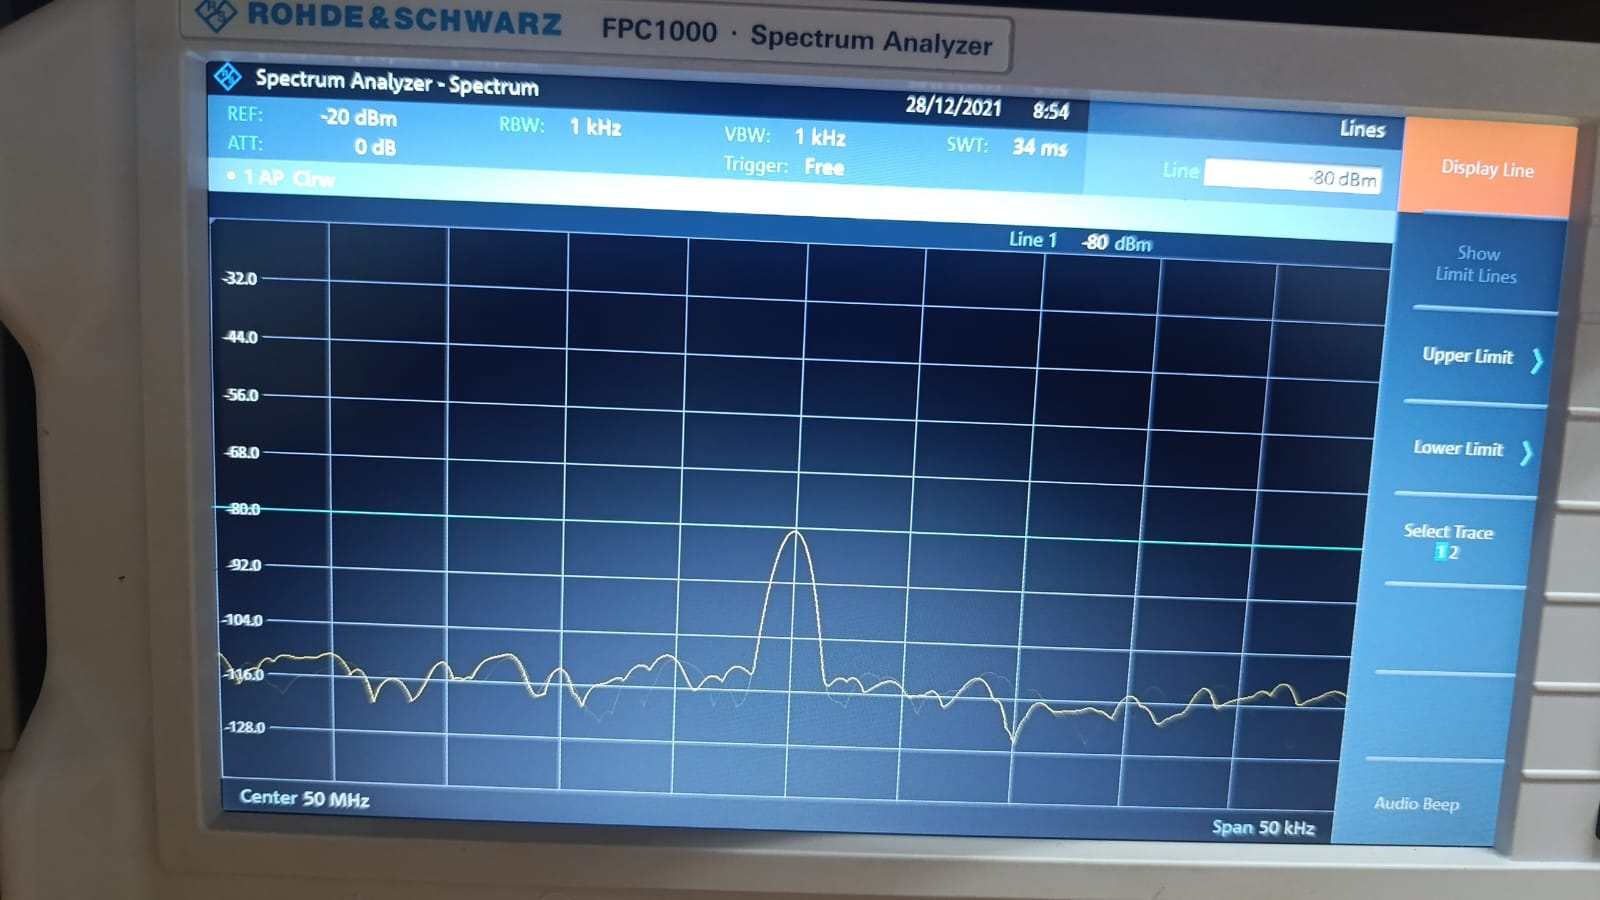 ROHDE & SCHWARZ FPC1000 · Spectrum Analyzer
Spectrum Analyzer - Spectrum
28/12/2021 8:54
Lines
REF: -20 dBm RBW: 1 kHz VBW: 1 kHz SWT: 34 ms
ATT: 0 dB Trigger: Free
Line -80 dBm
1 AP Clrw
Line 1 -80 dBm
-32.0
-44.0
-56.0
-68.0
-80.0
-92.0
-104.0
-116.0
-128.0
Center 50 MHz
Span 50 kHz
Display Line
Show
Limit Lines
Upper Limit
Lower Limit
Select Trace
1 2
Audio Beep